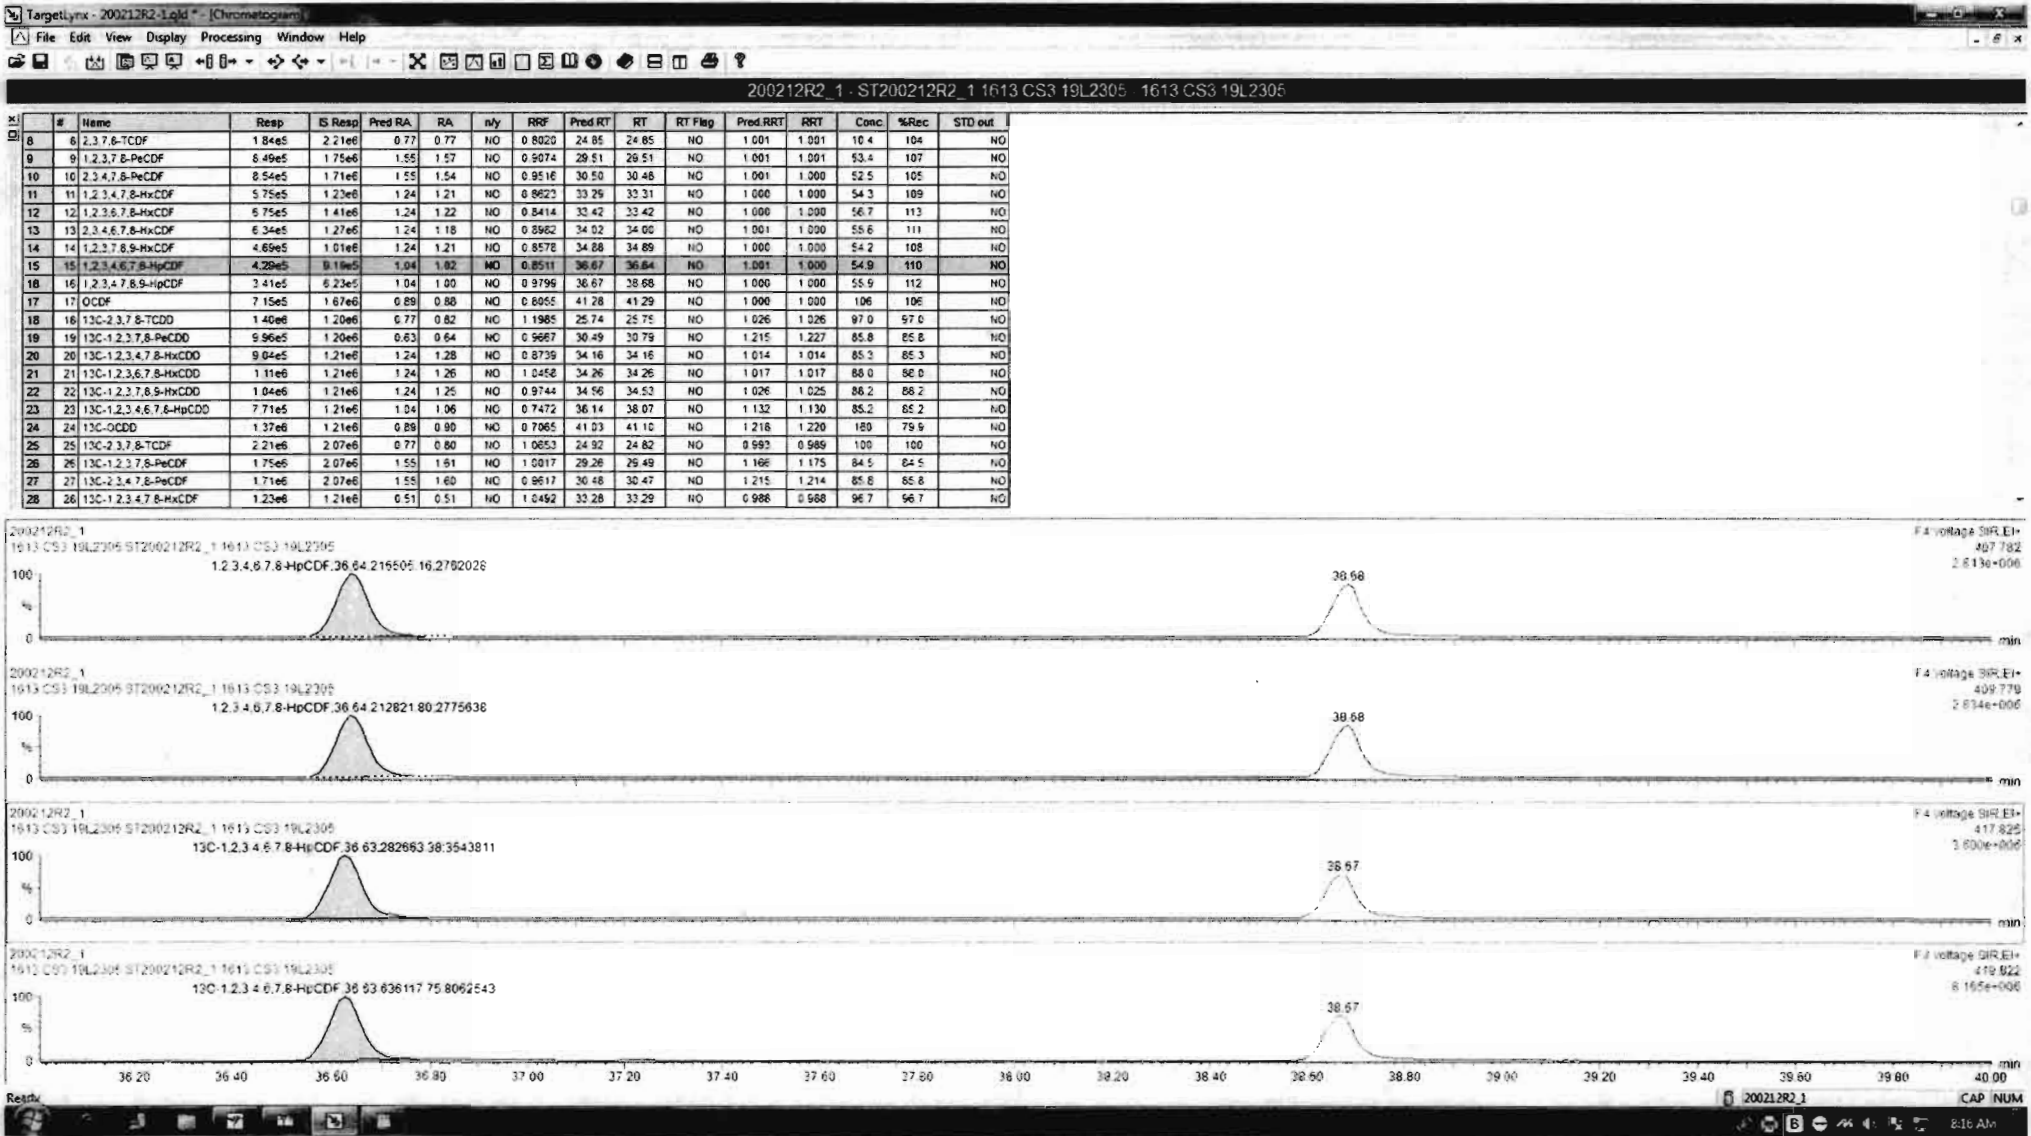 TargetLynx - 200212R2-1.qld * - [Chromatogram]
File Edit View Display Processing Window Help
200212R2_1 - ST200212R2_1 1613 CS3 19L2305 - 1613 CS3 19L2305
# Name Resp IS Resp Pred RA RA n/y RRF Pred RT RT RT Flag Pred.RRT RRT Conc. %Rec STD out
8 2,3,7,8-TCDF 1.84e5 2.21e6 0.77 0.77 NO 0.8020 24.85 24.85 NO 1.001 1.001 10.4 104 NO
9 9 1,2,3,7,8-PeCDF 8.49e5 1.75e6 1.55 1.57 NO 0.9074 29.51 29.51 NO 1.001 1.001 53.4 107 NO
10 10 2,3,4,7,8-PeCDF 8.54e5 1.71e6 1.55 1.54 NO 0.9516 30.50 30.48 NO 1.001 1.000 52.5 105 NO
11 11 1,2,3,4,7,8-HxCDF 5.75e5 1.23e6 1.24 1.21 NO 0.8623 33.29 33.31 NO 1.000 1.000 54.3 109 NO
12 12 1,2,3,6,7,8-HxCDF 6.75e5 1.41e6 1.24 1.22 NO 0.8414 33.42 33.42 NO 1.000 1.000 56.7 113 NO
13 13 2,3,4,6,7,8-HxCDF 6.34e5 1.27e6 1.24 1.18 NO 0.8982 34.02 34.00 NO 1.001 1.000 55.6 111 NO
14 14 1,2,3,7,8,9-HxCDF 4.69e5 1.01e6 1.24 1.21 NO 0.8578 34.88 34.89 NO 1.000 1.000 54.2 108 NO
15 15 1,2,3,4,6,7,8-HpCDF 4.29e5 9.19e5 1.04 1.02 NO 0.8511 36.67 36.64 NO 1.001 1.000 54.9 110 NO
16 16 1,2,3,4,7,8,9-HpCDF 3.41e5 6.23e5 1.04 1.00 NO 0.9799 38.67 38.68 NO 1.000 1.000 55.9 112 NO
17 17 OCDF 7.15e5 1.67e6 0.89 0.88 NO 0.8055 41.28 41.29 NO 1.000 1.000 106 106 NO
18 18 13C-2,3,7,8-TCDD 1.40e6 1.20e6 0.77 0.82 NO 1.1985 25.74 25.75 NO 1.026 1.026 97.0 97.0 NO
19 19 13C-1,2,3,7,8-PeCDD 9.96e5 1.20e6 0.63 0.64 NO 0.9667 30.49 30.79 NO 1.215 1.227 85.8 85.8 NO
20 20 13C-1,2,3,4,7,8-HxCDD 9.04e5 1.21e6 1.24 1.28 NO 0.8739 34.16 34.16 NO 1.014 1.014 85.3 85.3 NO
21 21 13C-1,2,3,6,7,8-HxCDD 1.11e6 1.21e6 1.24 1.26 NO 1.0458 34.26 34.26 NO 1.017 1.017 88.0 88.0 NO
22 22 13C-1,2,3,7,8,9-HxCDD 1.04e6 1.21e6 1.24 1.25 NO 0.9744 34.56 34.53 NO 1.026 1.025 88.2 88.2 NO
23 23 13C-1,2,3,4,6,7,8-HpCDD 7.71e5 1.21e6 1.04 1.06 NO 0.7472 38.14 38.07 NO 1.132 1.130 85.2 85.2 NO
24 24 13C-OCDD 1.37e6 1.21e6 0.89 0.90 NO 0.7065 41.03 41.10 NO 1.218 1.220 160 79.9 NO
25 25 13C-2,3,7,8-TCDF 2.21e6 2.07e6 0.77 0.80 NO 1.0653 24.92 24.82 NO 0.993 0.989 100 100 NO
26 26 13C-1,2,3,7,8-PeCDF 1.75e6 2.07e6 1.55 1.61 NO 1.0017 29.26 29.49 NO 1.166 1.175 84.5 84.5 NO
27 27 13C-2,3,4,7,8-PeCDF 1.71e6 2.07e6 1.55 1.60 NO 0.9617 30.48 30.47 NO 1.215 1.214 85.8 85.8 NO
28 28 13C-1,2,3,4,7,8-HxCDF 1.23e6 1.21e6 0.51 0.51 NO 1.0492 33.28 33.29 NO 0.988 0.988 96.7 96.7 NO
200212R2_1 F4:voltage SIR,EI+
1613 CS3 19L2305 ST200212R2_1 1613 CS3 19L2305 407.782
1,2,3,4,6,7,8-HpCDF;36.64;216505.16;2762028 2.813e+006
100 38.68
%
0
min
200212R2_1 F4:voltage SIR,EI+
1613 CS3 19L2305 ST200212R2_1 1613 CS3 19L2305 409.779
1,2,3,4,6,7,8-HpCDF;36.64;212821.80;2775638 2.834e+006
100 38.68
%
0
min
200212R2_1 F4:voltage SIR,EI+
1613 CS3 19L2305 ST200212R2_1 1613 CS3 19L2305 417.825
13C-1,2,3,4,6,7,8-HpCDF;36.63;282663.38;3543811 3.600e+006
100 38.67
%
0
min
200212R2_1 F4:voltage SIR,EI+
1613 CS3 19L2305 ST200212R2_1 1613 CS3 19L2305 419.822
13C-1,2,3,4,6,7,8-HpCDF;36.63;636117.75;8062543 8.165e+006
100 38.67
%
0
min
36.20 36.40 36.60 36.80 37.00 37.20 37.40 37.60 37.80 38.00 38.20 38.40 38.60 38.80 39.00 39.20 39.40 39.60 39.80 40.00
Ready 200212R2_1 CAP NUM
8:16 AM